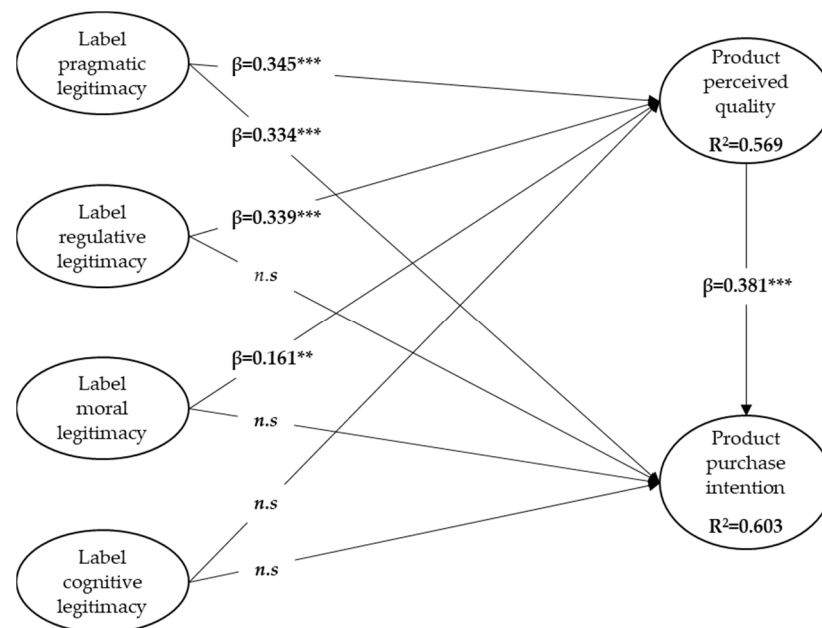 Label
pragmatic
legitimacy
β=0.345***
β=0.334***
Label
regulative
legitimacy
β=0.339***
n.s
Label
moral
legitimacy
β=0.161**
n.s
Label
cognitive
legitimacy
n.s
n.s
Product
perceived
quality
R²=0.569
β=0.381***
Product
purchase
intention
R²=0.603